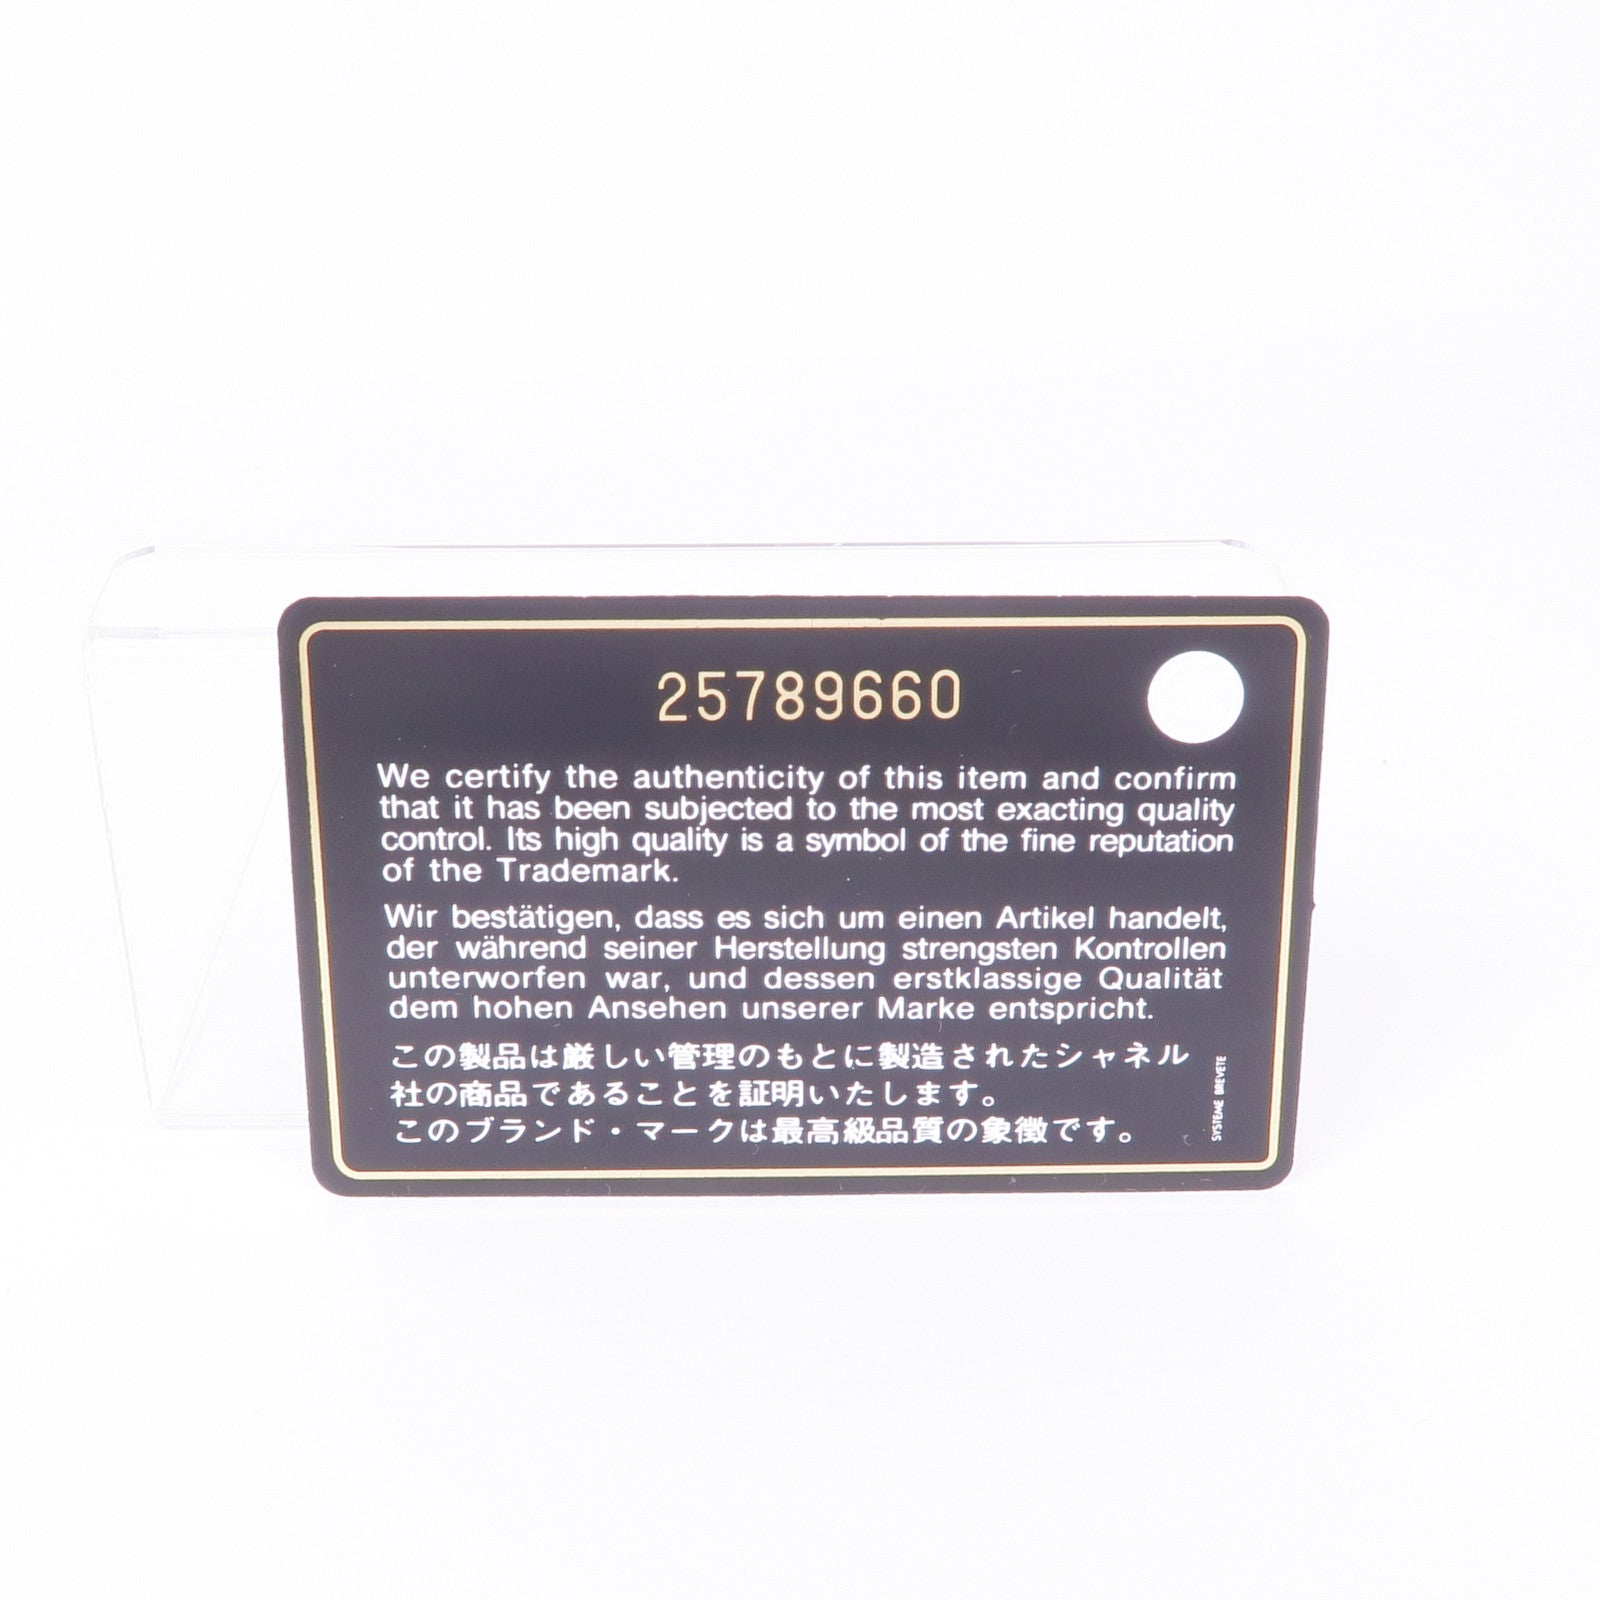 25789660
We certify the authenticity of this item and confirm
that it has been subjected to the most exacting quality
control. Its high quality is a symbol of the fine reputation
of the Trademark.
Wir bestätigen, dass es sich um einen Artikel handelt,
der während seiner Herstellung strengsten Kontrollen
unterworfen war, und dessen erstklassige Qualität
dem hohen Ansehen unserer Marke entspricht.
この製品は厳しい管理のもとに製造されたシャネル
社の商品であることを証明いたします。
このブランド・マークは最高級品質の象徴です。
SYSTEME BREVETE